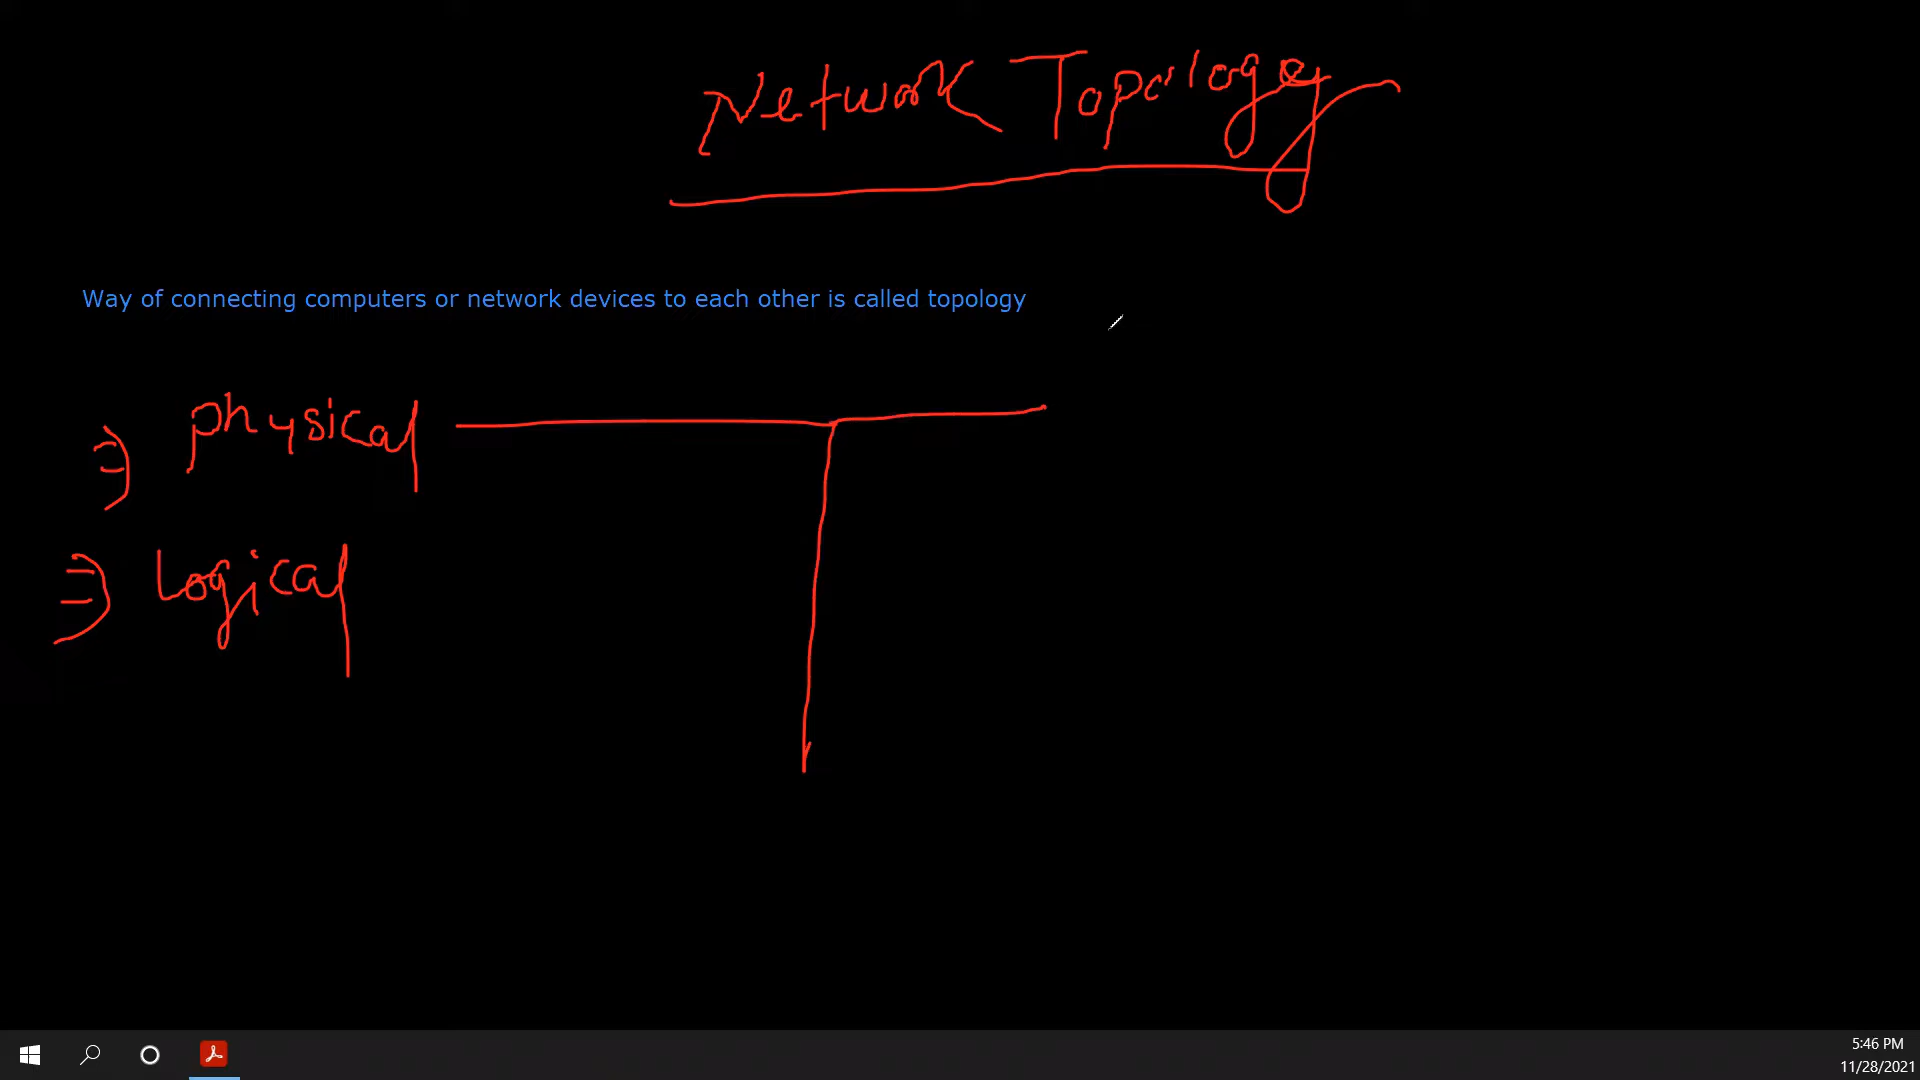 Network Topology
Way of connecting computers or network devices to each other is called topology
⇒ physical
⇒ Logical
5:46 PM
11/28/2021